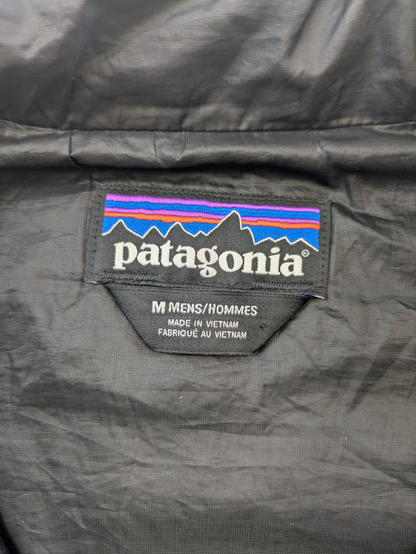 patagonia®
M MENS/HOMMES
MADE IN VIETNAM
FABRIQUÉ AU VIETNAM